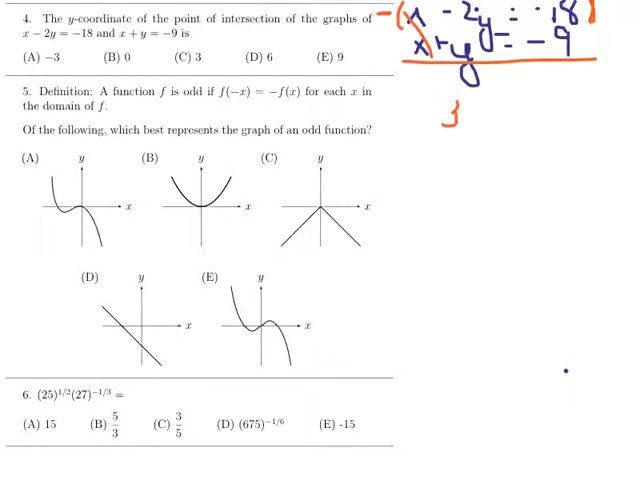 4. The y-coordinate of the point of intersection of the graphs of
x − 2y = −18 and x + y = −9 is
(A) −3 (B) 0 (C) 3 (D) 6 (E) 9
5. Definition: A function f is odd if f(−x) = −f(x) for each x in
the domain of f.
Of the following, which best represents the graph of an odd function?
(A) y x (B) y x (C) y x
(D) y x (E) y x
6. (25)^{1/2}(27)^{−1/3} =
(A) 15 (B) 5/3 (C) 3/5 (D) (675)^{−1/6} (E) -15
−(x − 2y = -18)
x + y = −9
3